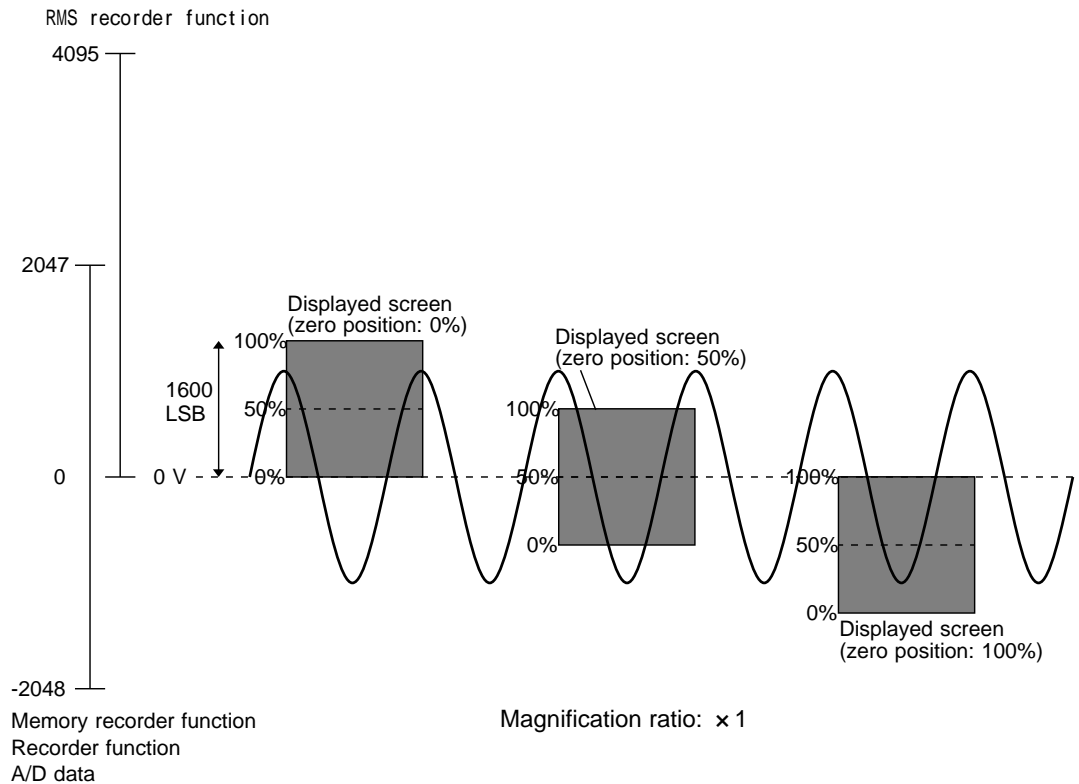 RMS recorder function
4095
2047
Displayed screen
(zero position: 0%)
100%
1600
LSB
50%
0%
Displayed screen
(zero position: 50%)
100%
50%
0%
0
0 V
100%
50%
0%
Displayed screen
(zero position: 100%)
-2048
Memory recorder function
Recorder function
A/D data
Magnification ratio: ×1